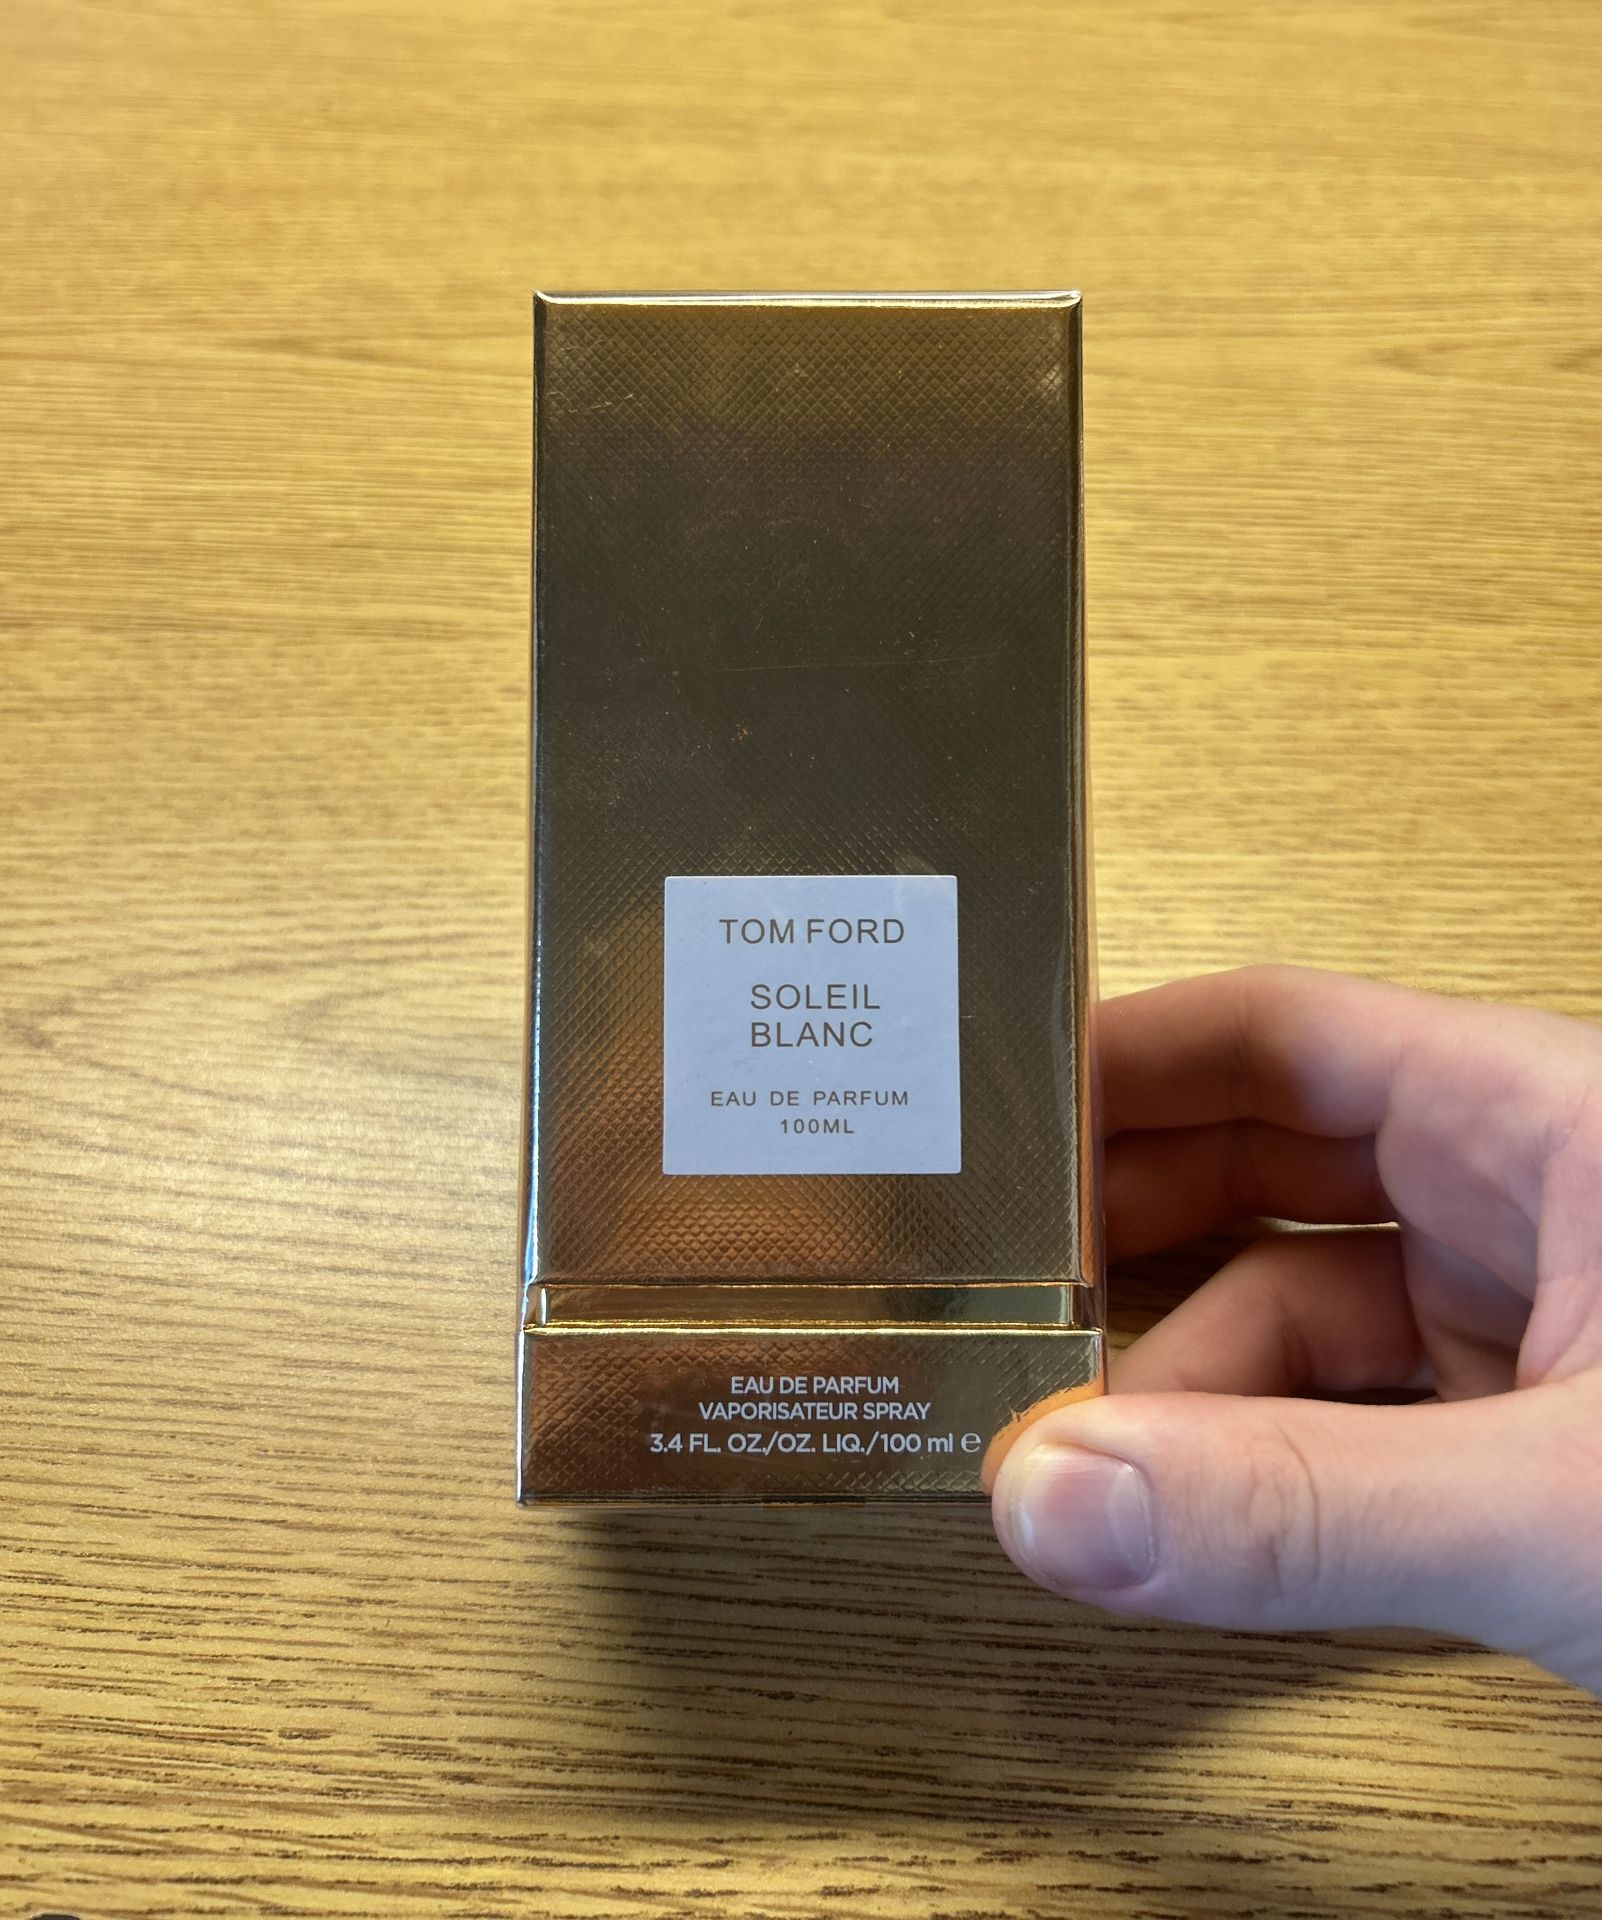 TOM FORD
SOLEIL
BLANC
EAU DE PARFUM
100ML
EAU DE PARFUM
VAPORISATEUR SPRAY
3.4 FL. OZ./OZ. LIQ./100 ml ℮